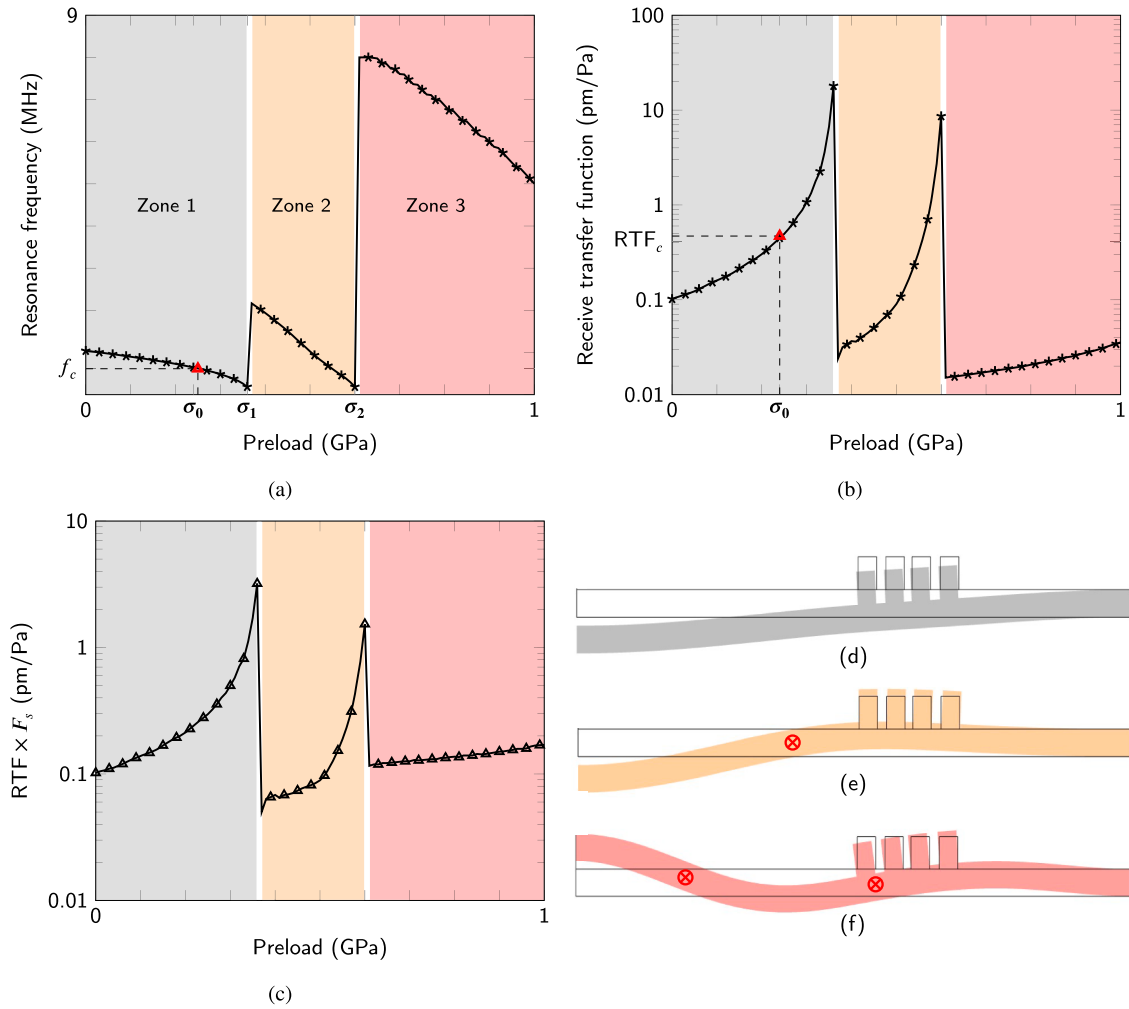 9
Resonance frequency (MHz)
Zone 1
Zone 2
Zone 3
f_c
0
σ₀
σ₁
σ₂
1
Preload (GPa)
(a)
100
10
1
RTF_c
0.1
0.01
Receive transfer function (pm/Pa)
0
σ₀
1
Preload (GPa)
(b)
10
1
0.1
0.01
RTF × F_s (pm/Pa)
0
1
Preload (GPa)
(c)
(d)
(e)
(f)